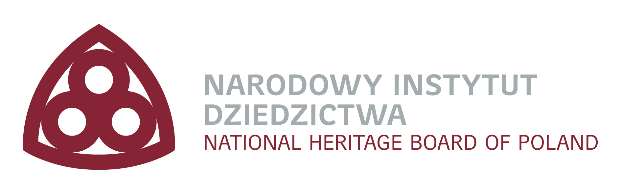 NARODOWY INSTYTUT
DZIEDZICTWA
NATIONAL HERITAGE BOARD OF POLAND